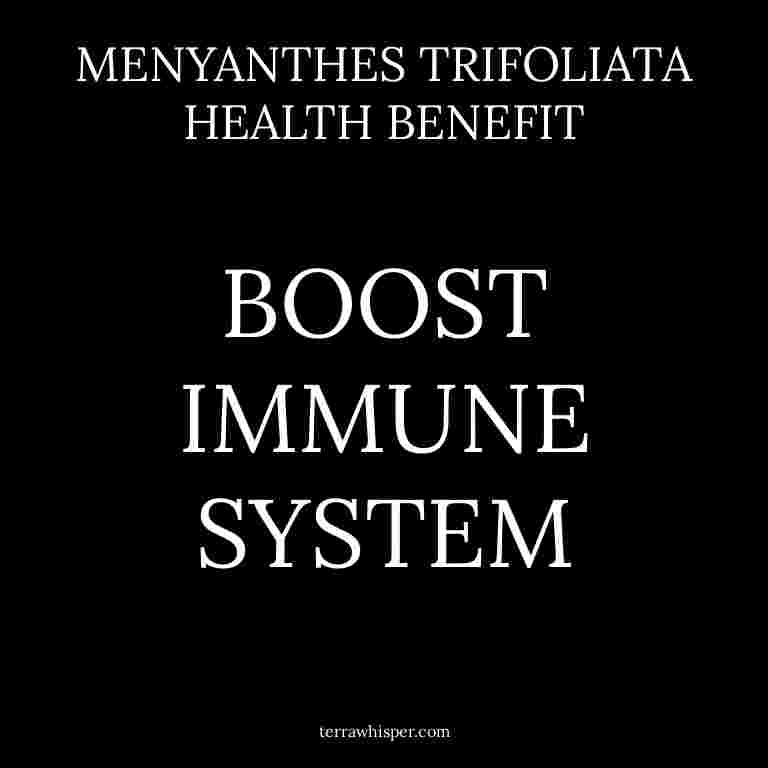 MENYANTHES TRIFOLIATA
HEALTH BENEFIT
BOOST
IMMUNE
SYSTEM
terrawhisper.com